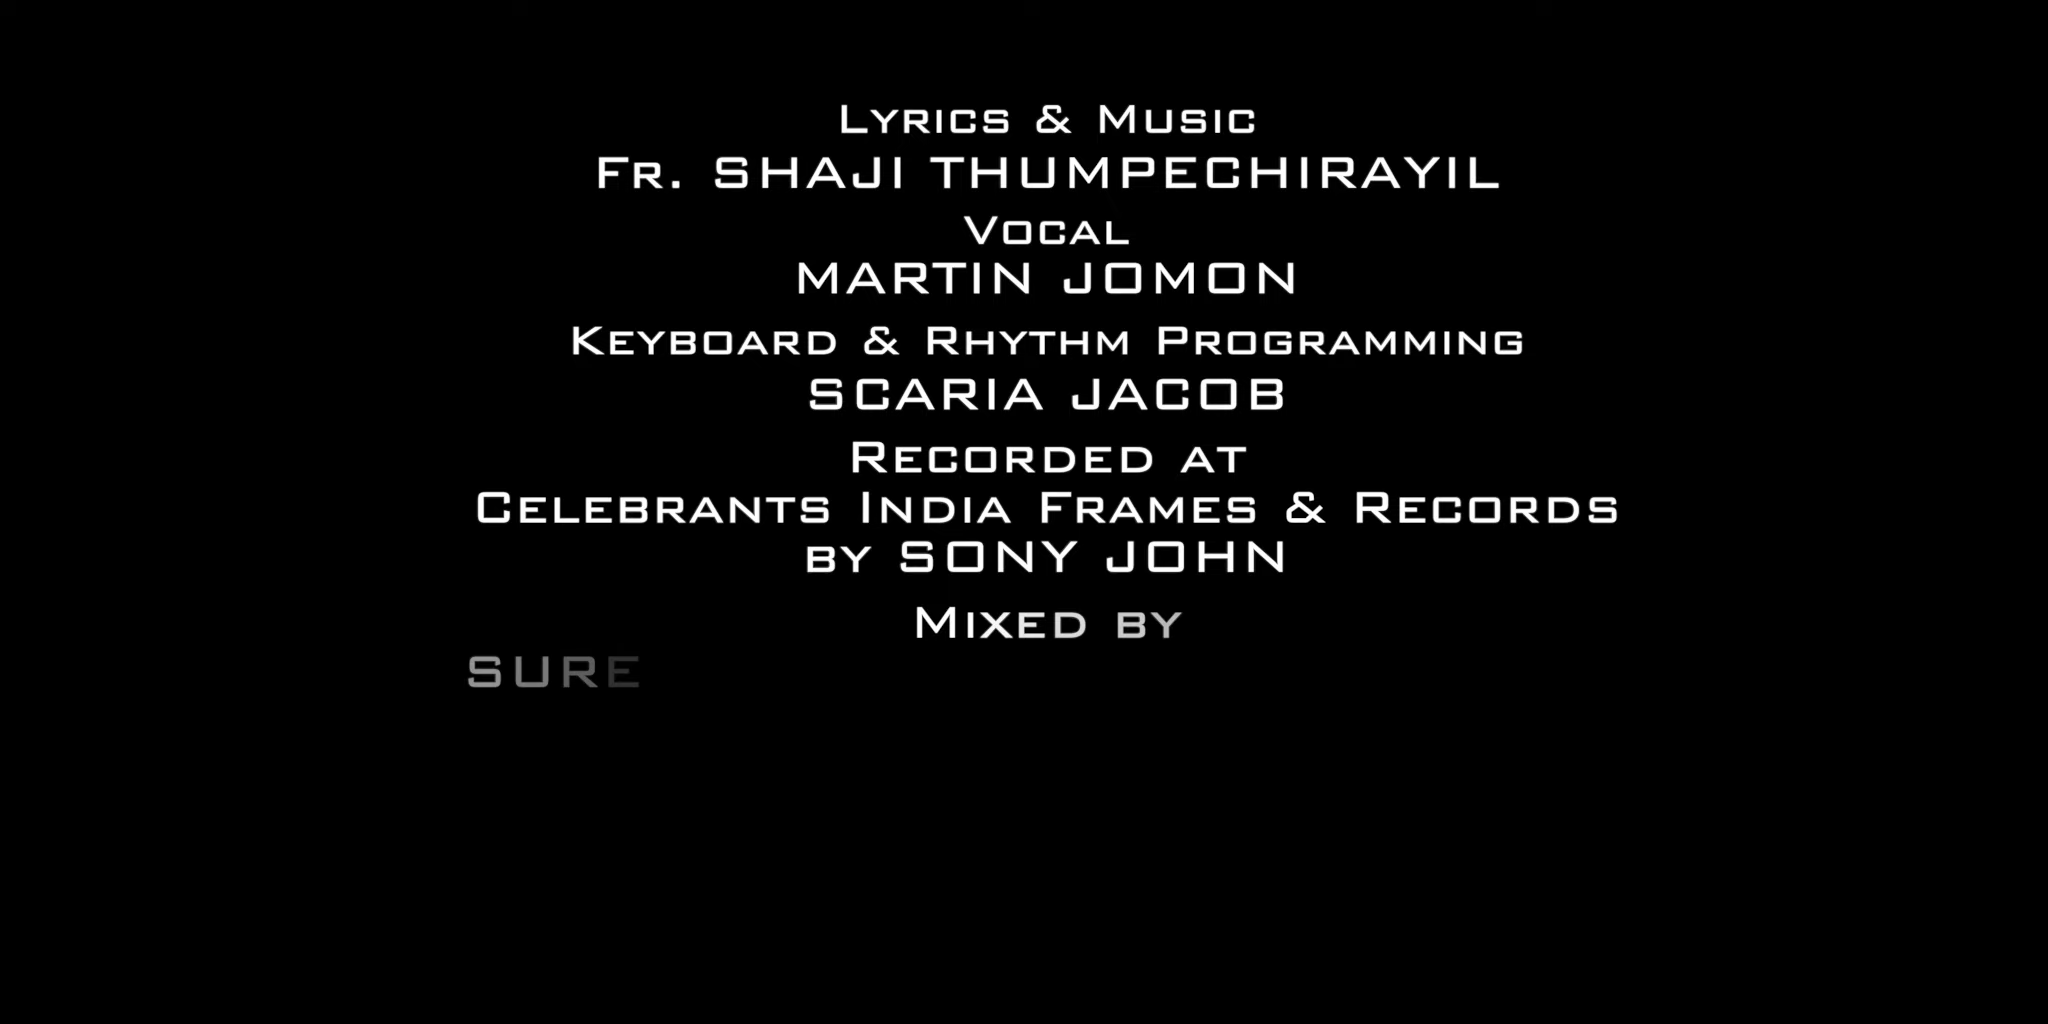 Lyrics & Music
Fr. SHAJI THUMPECHIRAYIL
Vocal
MARTIN JOMON
Keyboard & Rhythm Programming
SCARIA JACOB
Recorded at
Celebrants India Frames & Records
by SONY JOHN
Mixed by
SURE